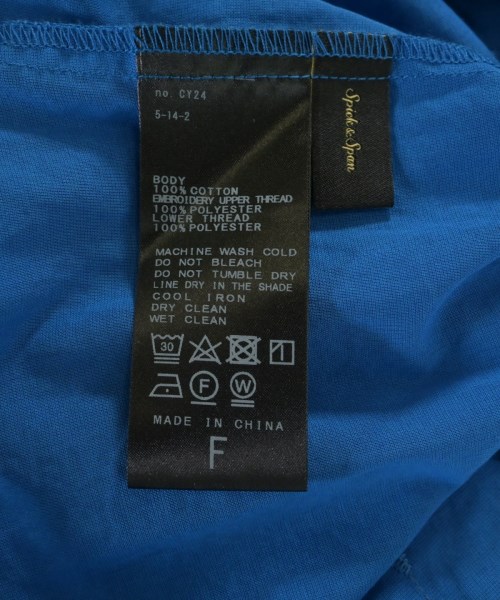 no. CY24
5-14-2
Spick&Span
BODY
100% COTTON
EMBROIDERY UPPER THREAD
100% POLYESTER
LOWER THREAD
100% POLYESTER
MACHINE WASH COLD
DO NOT BLEACH
DO NOT TUMBLE DRY
LINE DRY IN THE SHADE
COOL IRON
DRY CLEAN
WET CLEAN
30
F W
MADE IN CHINA
F